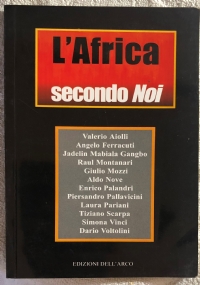 L'Africa
secondo Noi
Valerio Aiolli
Angelo Ferracuti
Jadelin Mabiala Gangbo
Raul Montanari
Giulio Mozzi
Aldo Nove
Enrico Palandri
Piersandro Pallavicini
Laura Pariani
Tiziano Scarpa
Simona Vinci
Dario Voltolini
EDIZIONI DELL'ARCO